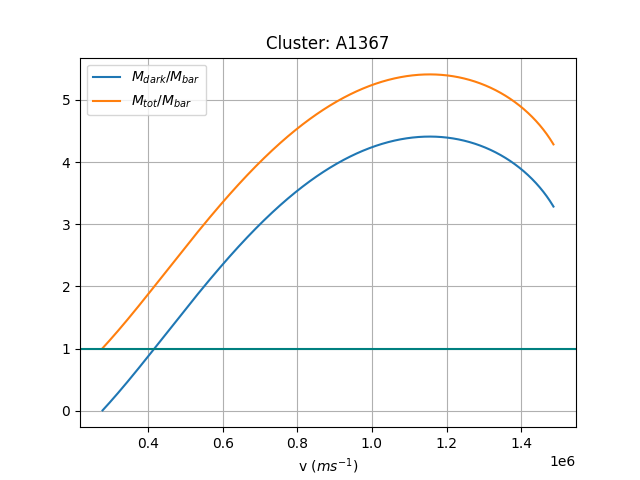 Cluster: A1367
M_dark/M_bar
M_tot/M_bar
5
4
3
2
1
0
0.4 0.6 0.8 1.0 1.2 1.4
1e6
v (ms⁻¹)